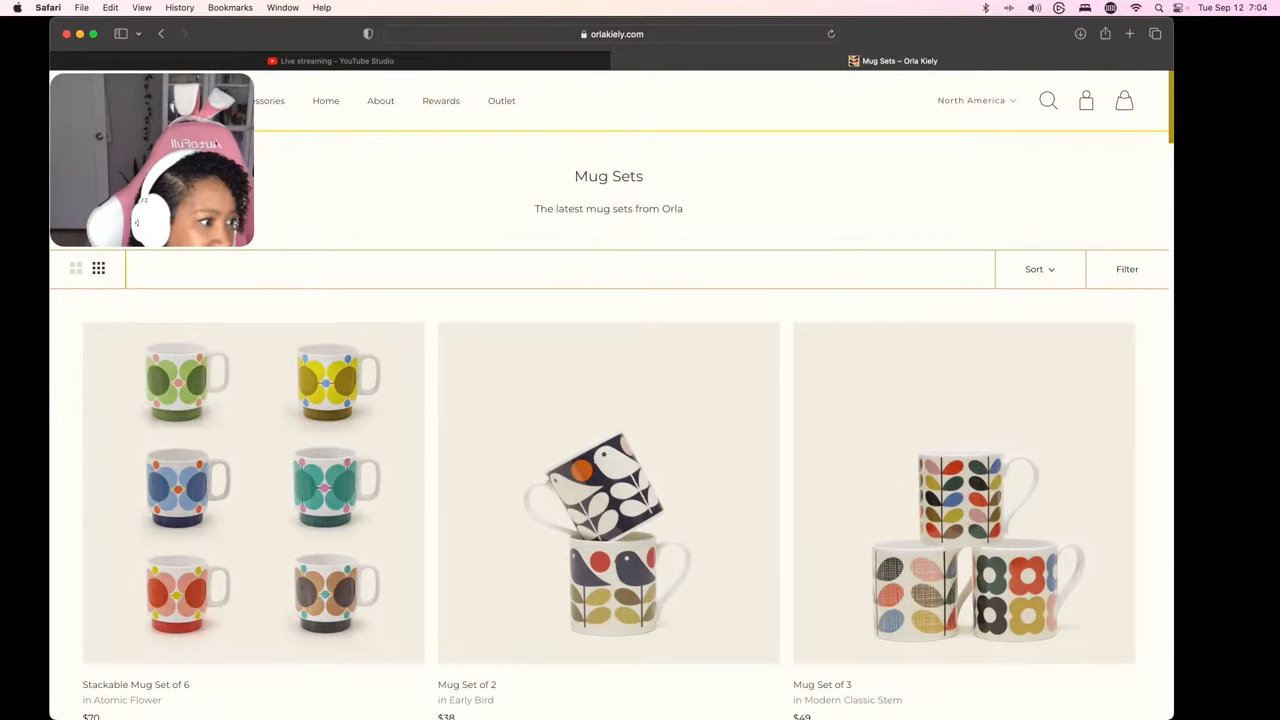 Safari File Edit View History Bookmarks Window Help Tue Sep 12 7:04
orlakiely.com
Live streaming - YouTube Studio Mug Sets – Orla Kiely
essories Home About Rewards Outlet North America
AutoFull
Mug Sets
The latest mug sets from Orla
Sort Filter
Stackable Mug Set of 6 Mug Set of 2 Mug Set of 3
in Atomic Flower in Early Bird in Modern Classic Stem
$70 $38 $49